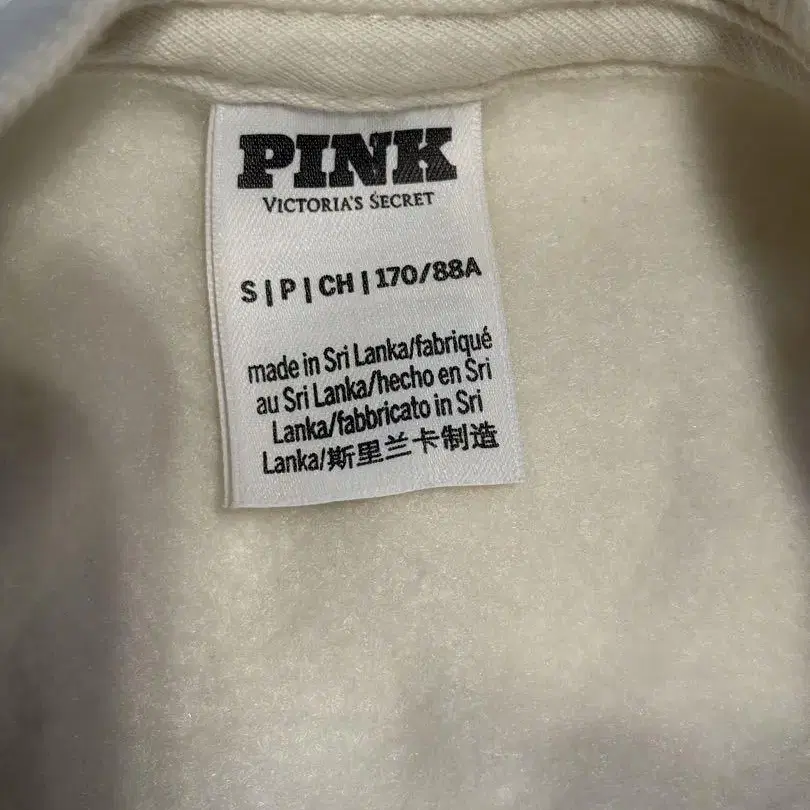 PINK
VICTORIA'S SECRET
S|P|CH|170/88A
made in Sri Lanka/fabriqué
au Sri Lanka/hecho en Sri
Lanka/fabbricato in Sri
Lanka/斯里兰卡制造